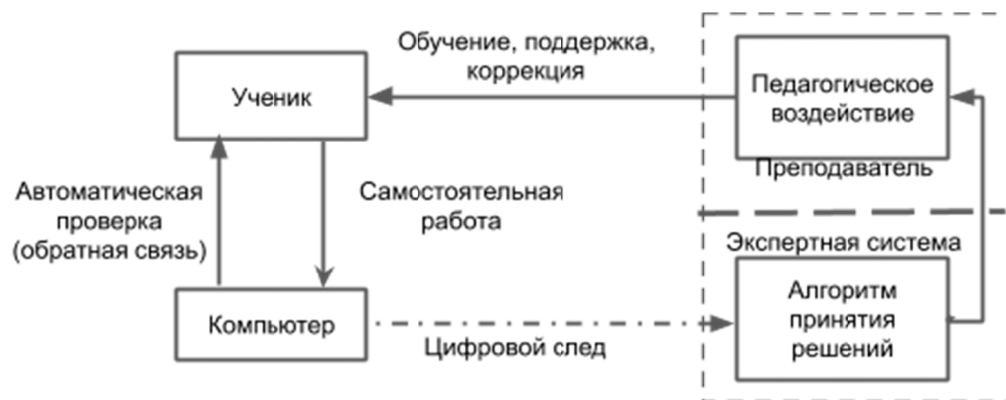 Обучение, поддержка,
коррекция
Ученик
Педагогическое
воздействие
Преподаватель
Автоматическая
проверка
(обратная связь)
Самостоятельная
работа
Экспертная система
Алгоритм
принятия
решений
Компьютер
Цифровой след